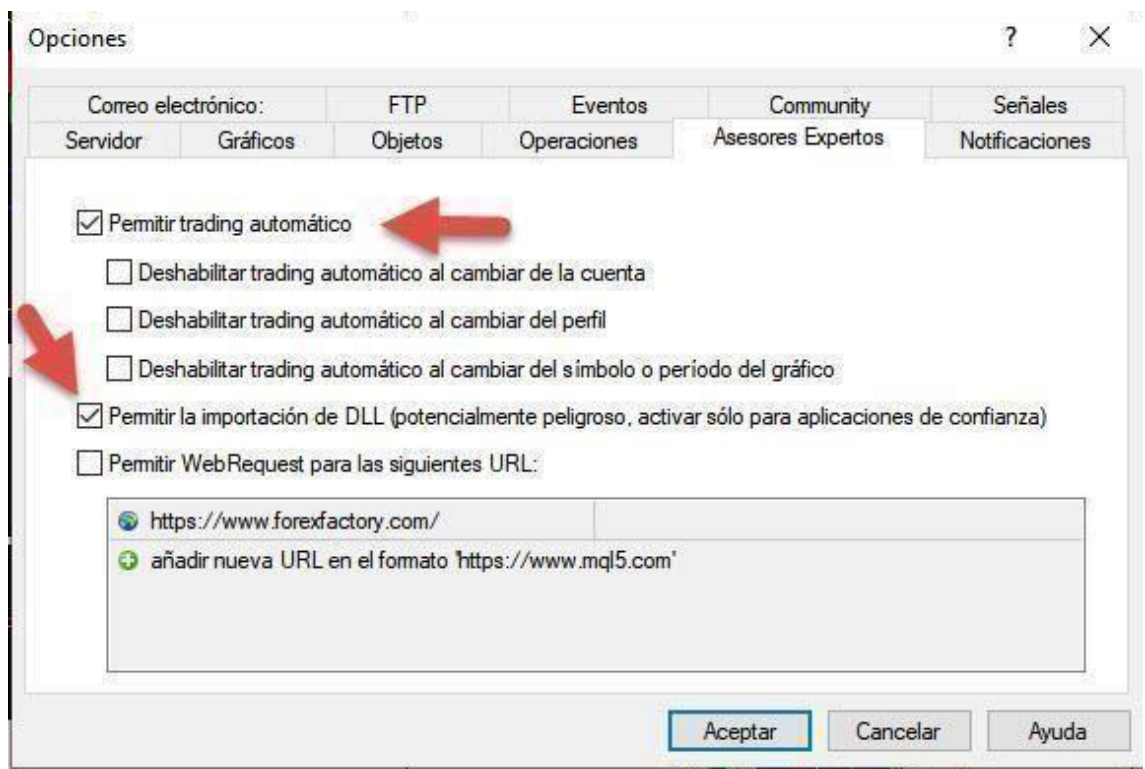 Opciones
? X
Correo electrónico: FTP Eventos Community Señales
Servidor Gráficos Objetos Operaciones Asesores Expertos Notificaciones
Permitir trading automático
Deshabilitar trading automático al cambiar de la cuenta
Deshabilitar trading automático al cambiar del perfil
Deshabilitar trading automático al cambiar del símbolo o período del gráfico
Permitir la importación de DLL (potencialmente peligroso, activar sólo para aplicaciones de confianza)
Permitir WebRequest para las siguientes URL:
https://www.forexfactory.com/
añadir nueva URL en el formato 'https://www.mql5.com'
Aceptar Cancelar Ayuda